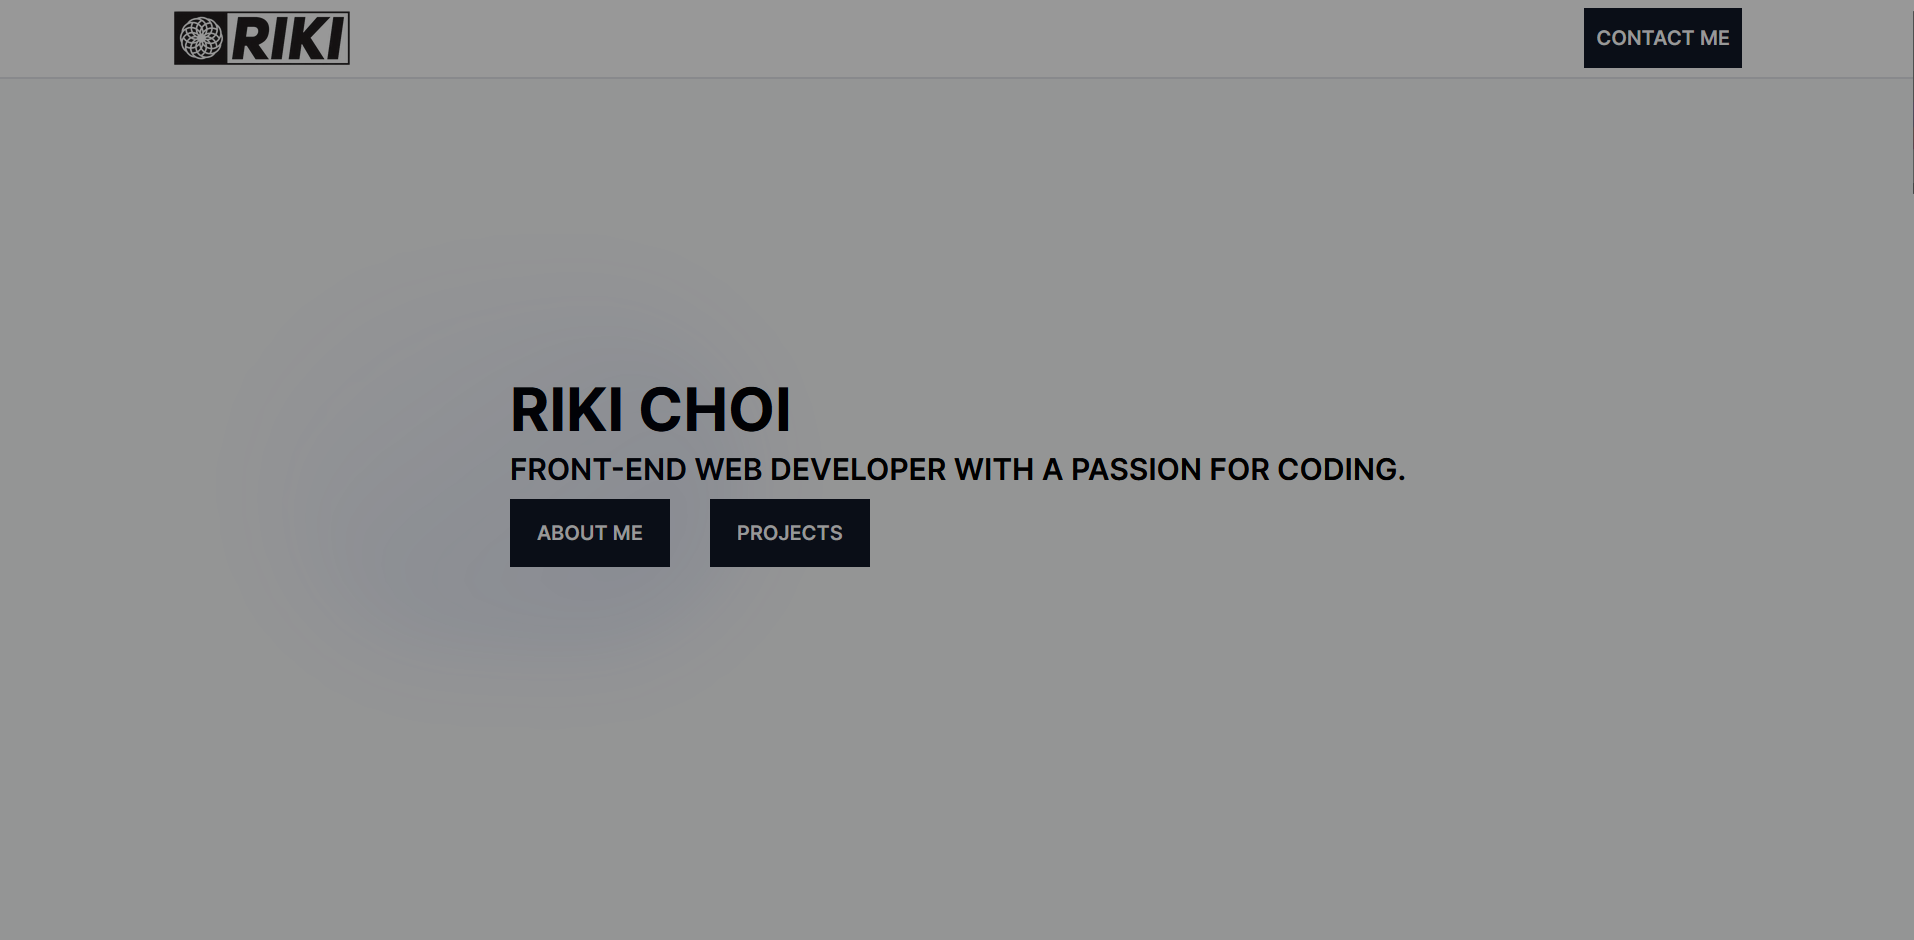 RIKI
CONTACT ME
RIKI CHOI
FRONT-END WEB DEVELOPER WITH A PASSION FOR CODING.
ABOUT ME
PROJECTS